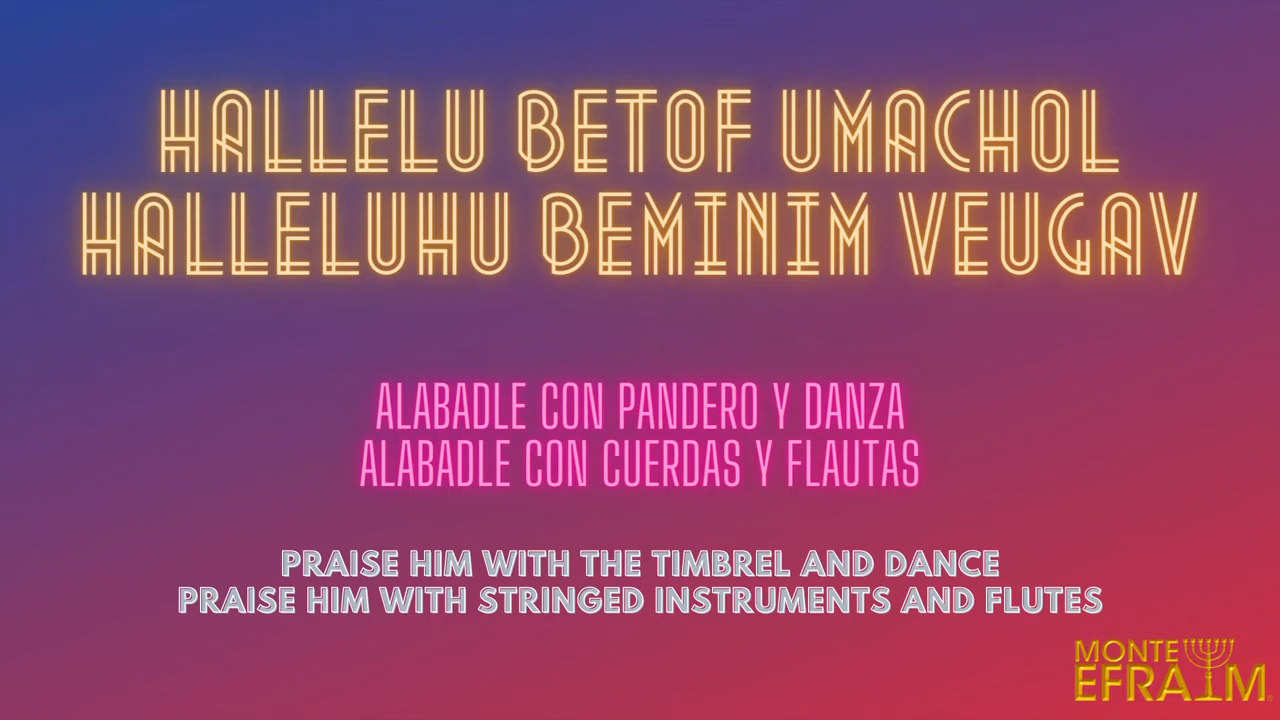 HALLELU BETOF UMACHOL
HALLELUHU BEMINIM VEUGAV
ALABADLE CON PANDERO Y DANZA
ALABADLE CON CUERDAS Y FLAUTAS
PRAISE HIM WITH THE TIMBREL AND DANCE
PRAISE HIM WITH STRINGED INSTRUMENTS AND FLUTES
MONTE
EFRAIM®